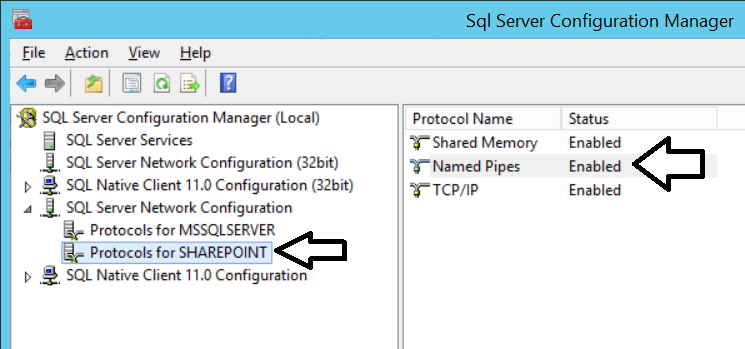 Sql Server Configuration Manager
File Action View Help
SQL Server Configuration Manager (Local)
SQL Server Services
SQL Server Network Configuration (32bit)
SQL Native Client 11.0 Configuration (32bit)
SQL Server Network Configuration
Protocols for MSSQLSERVER
Protocols for SHAREPOINT
SQL Native Client 11.0 Configuration
Protocol Name Status
Shared Memory Enabled
Named Pipes Enabled
TCP/IP Enabled